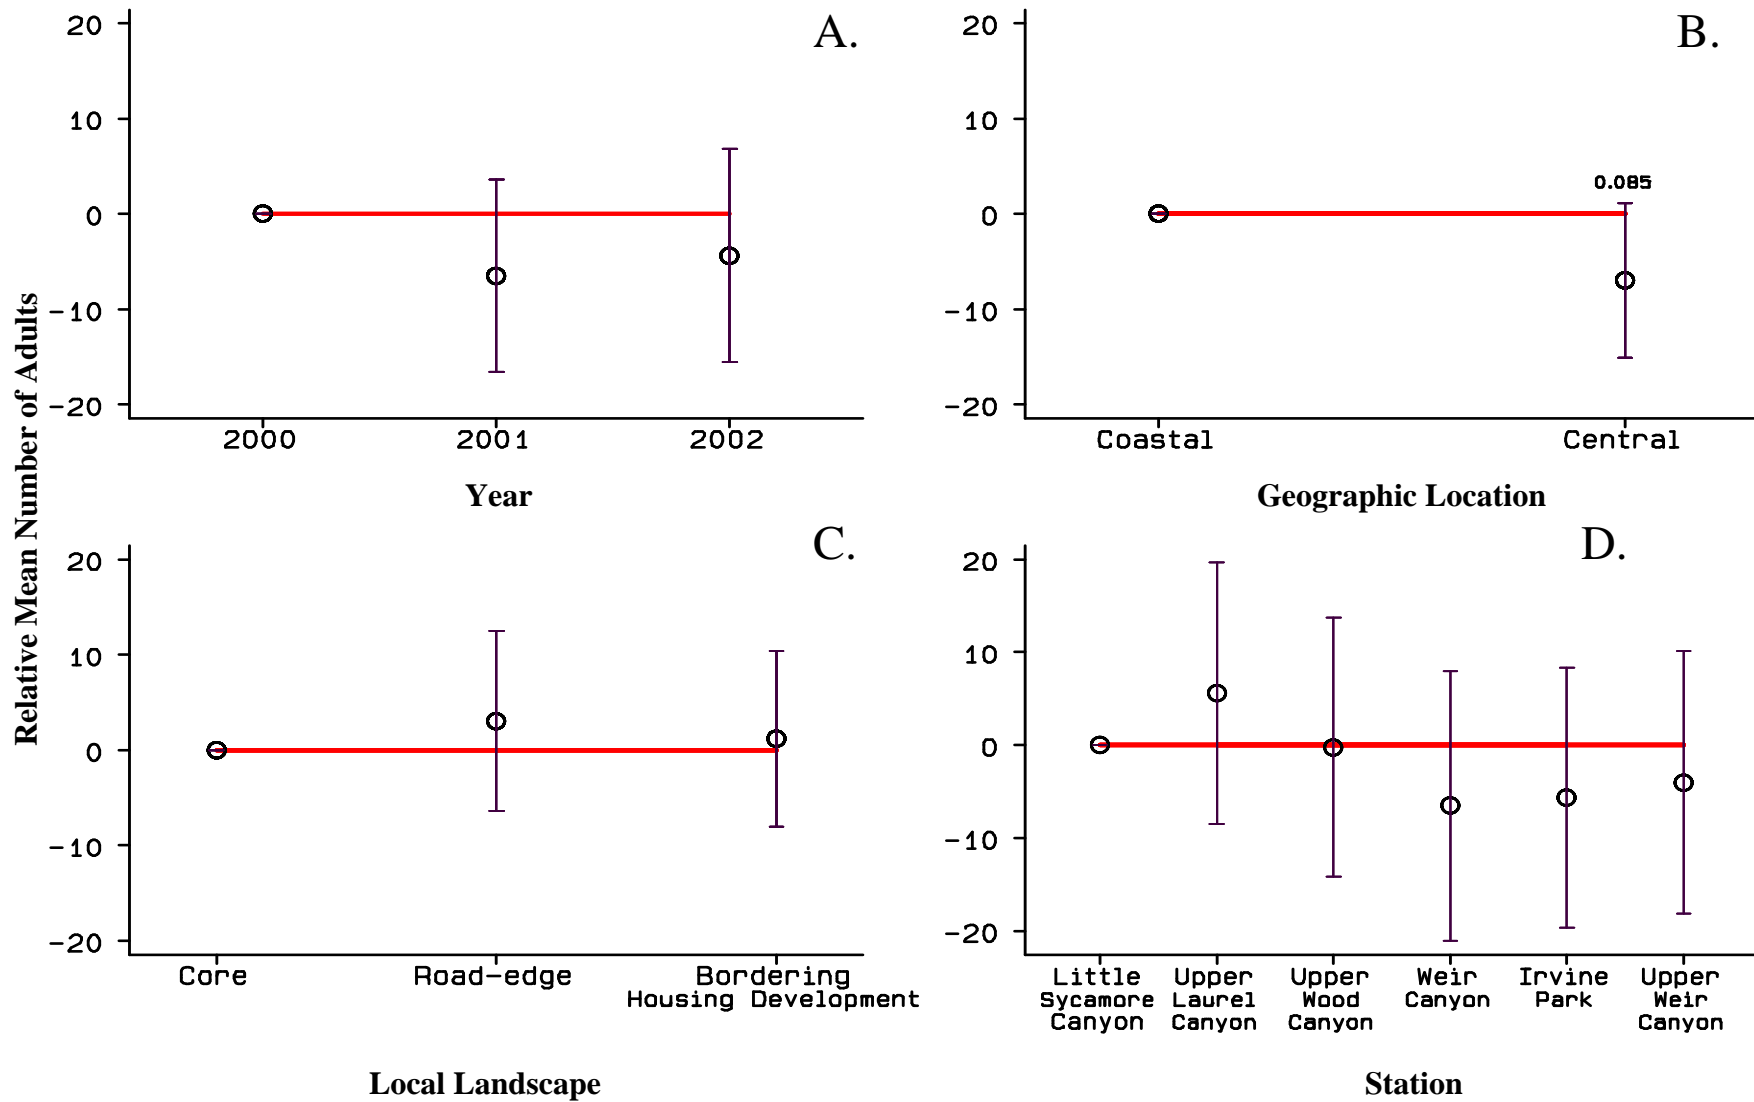 Relative Mean Number of Adults
A.
20
10
0
-10
-20
2000 2001 2002
Year
B.
20
10
0
-10
-20
0.085
Coastal Central
Geographic Location
C.
20
10
0
-10
-20
Core Road-edge Bordering
Housing Development
Local Landscape
D.
20
10
0
-10
-20
Little Upper Upper Weir Irvine Upper
Sycamore Laurel Wood Canyon Park Weir
Canyon Canyon Canyon Canyon
Station